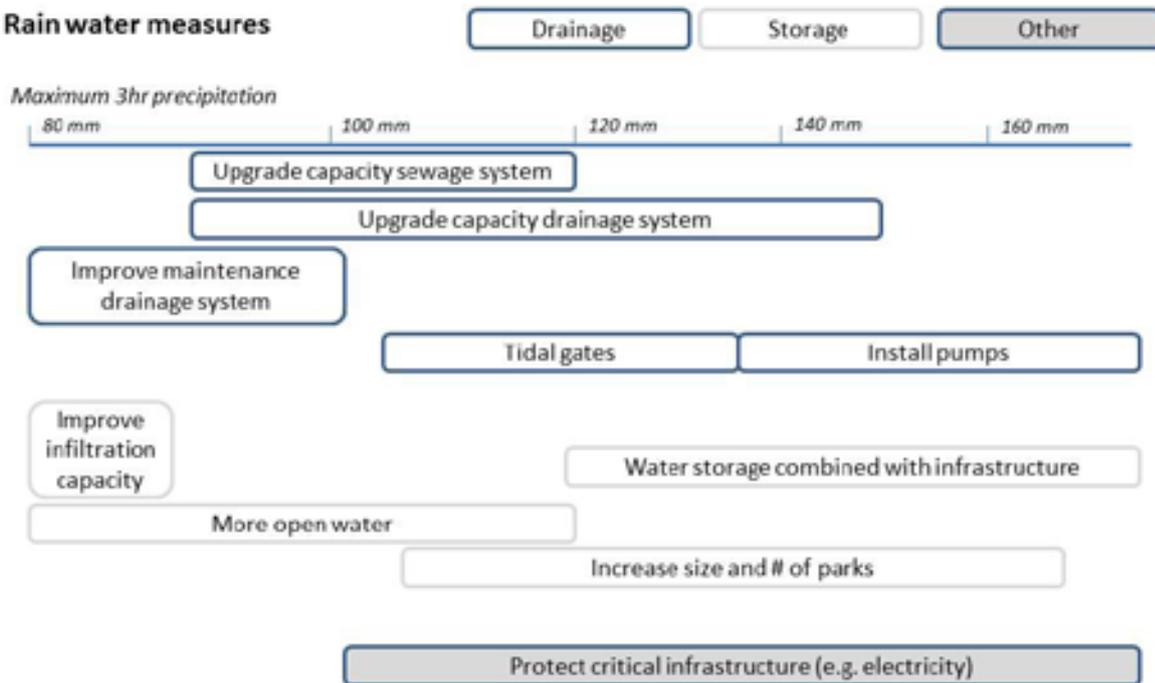 Rain water measures
Drainage
Storage
Other
Maximum 3hr precipitation
80 mm
100 mm
120 mm
140 mm
160 mm
Upgrade capacity sewage system
Upgrade capacity drainage system
Improve maintenance
drainage system
Tidal gates
Install pumps
Improve
infiltration
capacity
Water storage combined with infrastructure
More open water
Increase size and # of parks
Protect critical infrastructure (e.g. electricity)